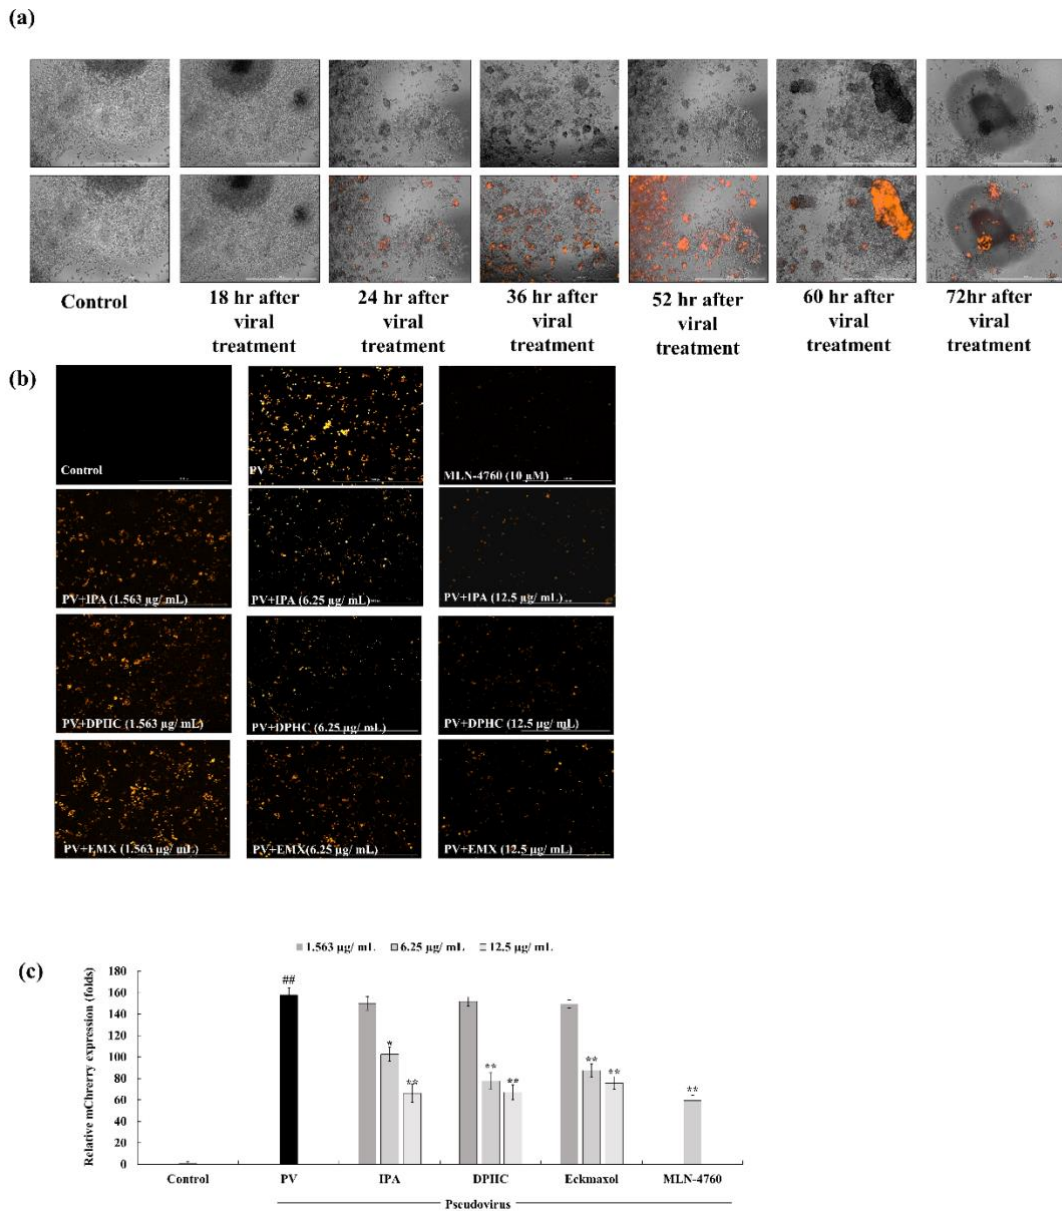 (a)
Control
18 hr after
viral
treatment
24 hr after
viral
treatment
36 hr after
viral
treatment
52 hr after
viral
treatment
60 hr after
viral
treatment
72hr after
viral
treatment
(b)
Control
PV
MLN-4760 (10 µM)
PV+IPA (1.563 µg/ mL)
PV+IPA (6.25 µg/mL)
PV+IPA (12.5 µg/ mL)
PV+DPHC (1.563 µg/ mL)
PV+DPHC (6.25 µg/mL)
PV+DPHC (12.5 µg/ mL)
PV+EMX (1.563 µg/ mL)
PV+EMX(6.25 µg/mL)
PV+EMX (12.5 µg/ mL)
(c)
1.563 µg/ mL 6.25 µg/ mL 12.5 µg/ mL
Relative mChrerry expression (folds)
180
160
140
120
100
80
60
40
20
0
##
*
**
**
**
**
**
**
Control PV IPA DPHC Eckmaxol MLN-4760
Pseudovirus